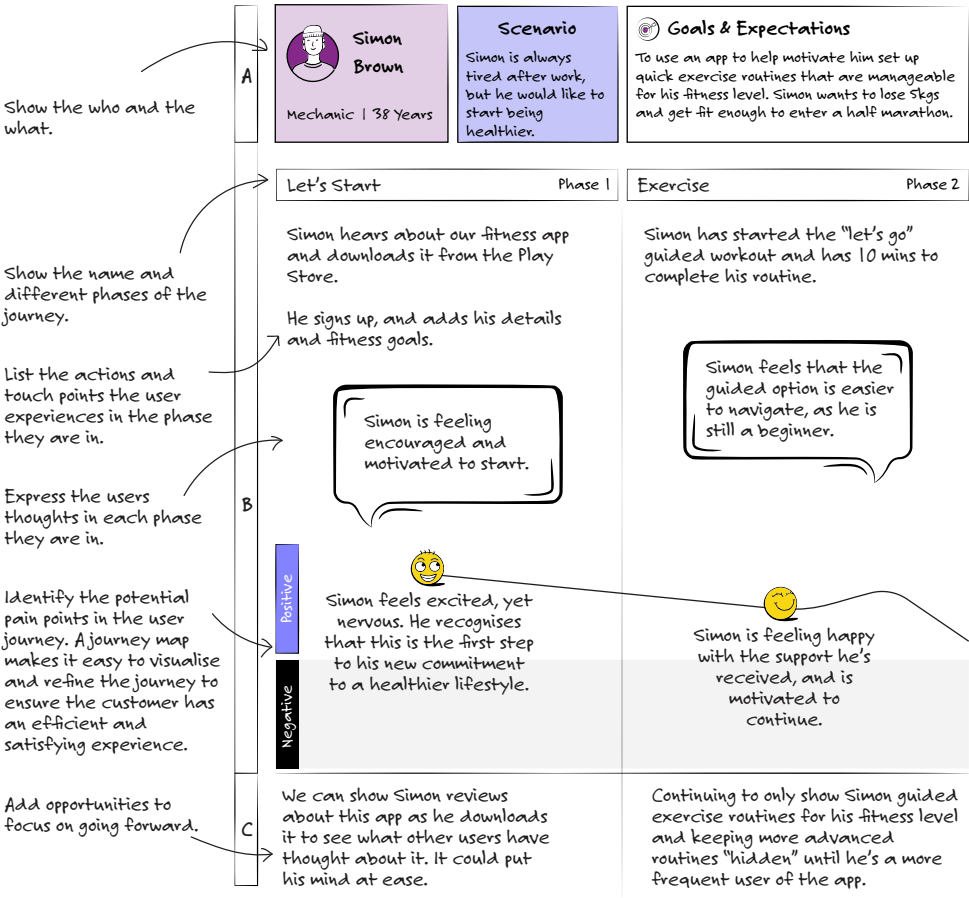 Show the who and the
what.
Show the name and
different phases of the
journey.
List the actions and
touch points the user
experiences in the phase
they are in.
Express the users
thoughts in each phase
they are in.
Identify the potential
pain points in the user
journey. A journey map
makes it easy to visualise
and refine the journey to
ensure the customer has
an efficient and
satisfying experience.
Add opportunities to
focus on going forward.
A
Simon
Brown
Mechanic | 38 Years
Scenario
Simon is always
tired after work,
but he would like to
start being
healthier.
Goals & Expectations
To use an app to help motivate him set up
quick exercise routines that are manageable
for his fitness level. Simon wants to lose 5kgs
and get fit enough to enter a half marathon.
B
Let's Start
Phase 1
Simon hears about our fitness app
and downloads it from the Play
Store.
He signs up, and adds his details
and fitness goals.
Simon is feeling
encouraged and
motivated to start.
Positive
Negative
Simon feels excited, yet
nervous. He recognises
that this is the first step
to his new commitment
to a healthier lifestyle.
Exercise
Phase 2
Simon has started the "let's go"
guided workout and has 10 mins to
complete his routine.
Simon feels that the
guided option is easier
to navigate, as he is
still a beginner.
Simon is feeling happy
with the support he's
received, and is
motivated to
continue.
C
We can show Simon reviews
about this app as he downloads
it to see what other users have
thought about it. It could put
his mind at ease.
Continuing to only show Simon guided
exercise routines for his fitness level
and keeping more advanced
routines "hidden" until he's a more
frequent user of the app.